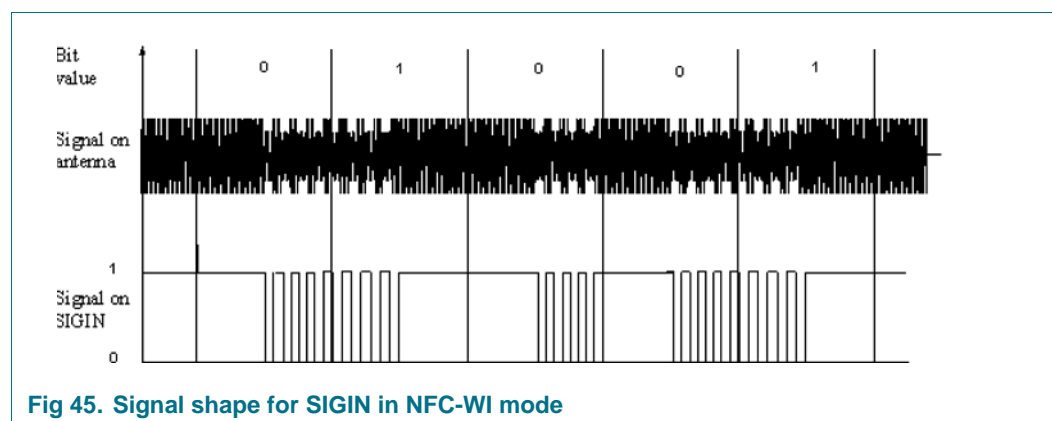 Bit
value
0 1 0 0 1
Signal on
antenna
1
Signal on
SIGIN
0
Fig 45. Signal shape for SIGIN in NFC-WI mode